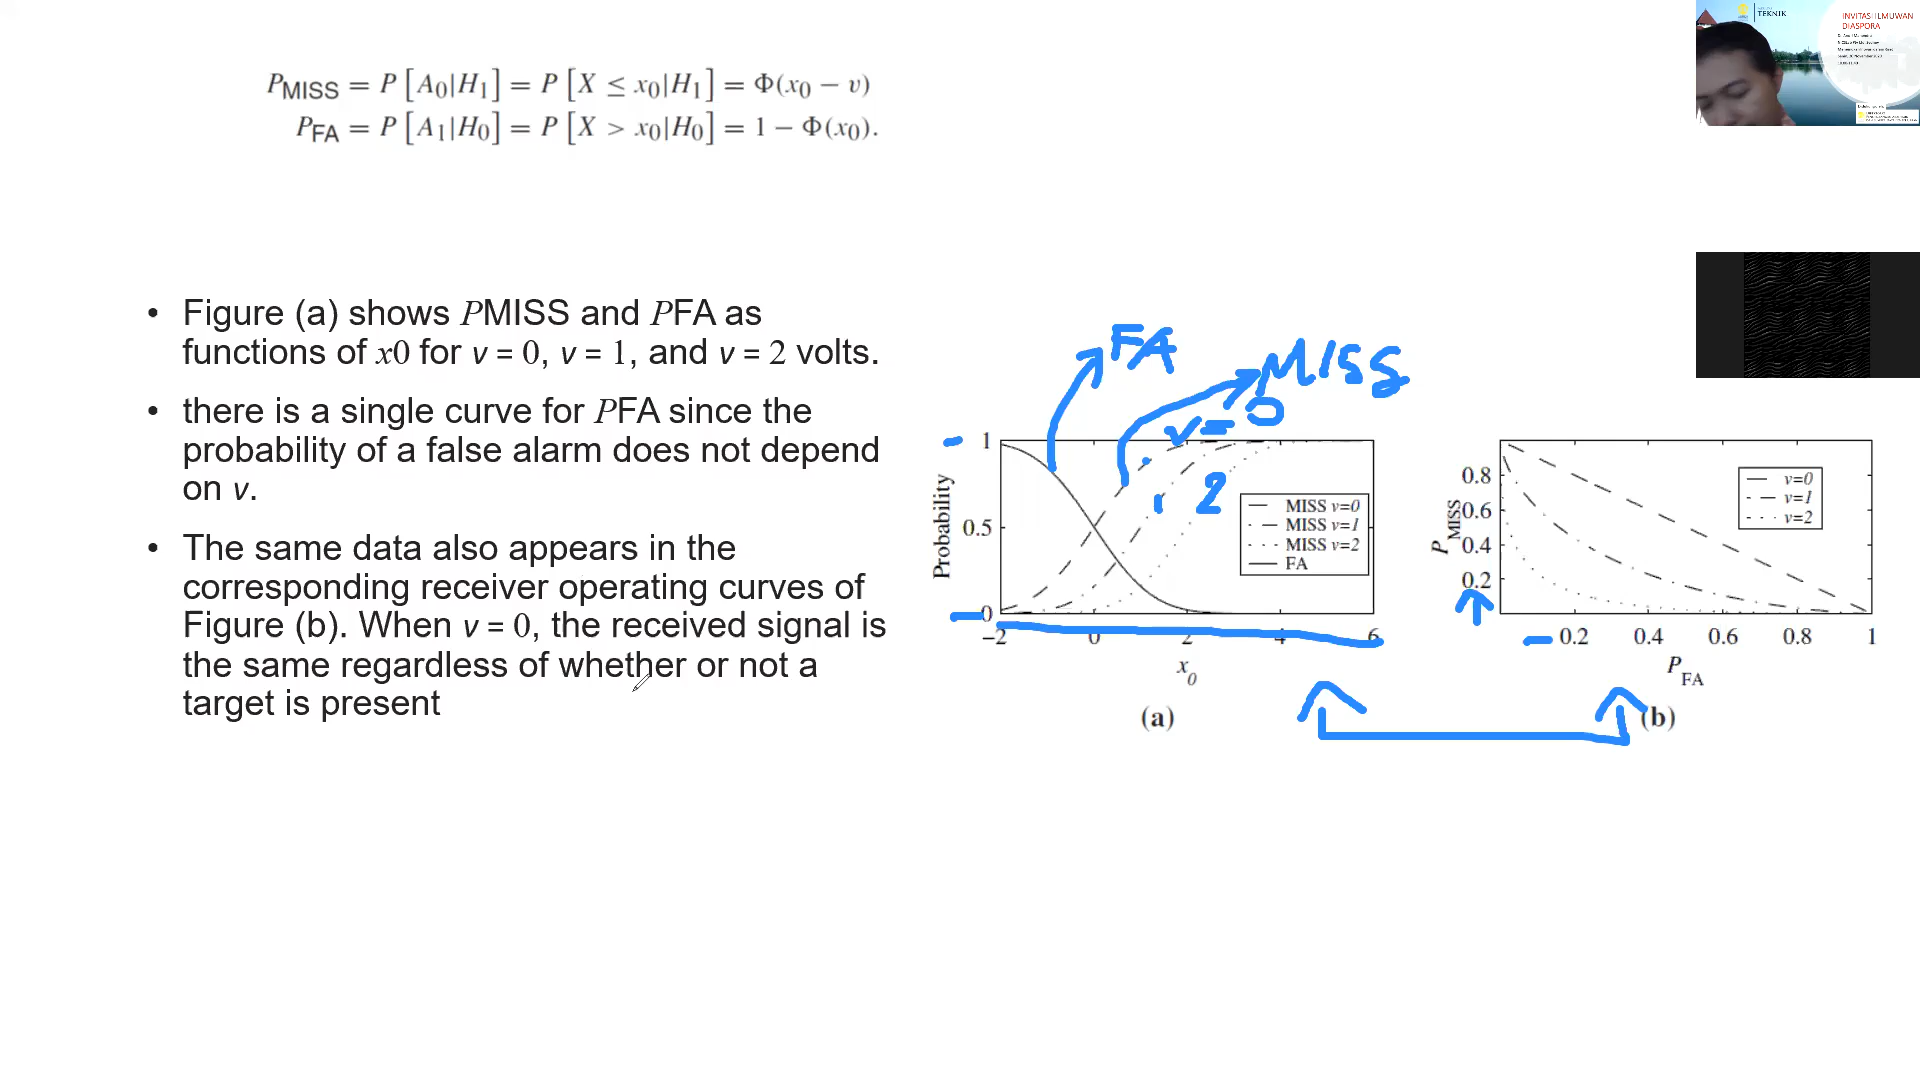 P_MISS = P [A₀|H₁] = P [X ≤ x₀|H₁] = Φ(x₀ − v)
P_FA = P [A₁|H₀] = P [X > x₀|H₀] = 1 − Φ(x₀).
• Figure (a) shows PMISS and PFA as
functions of x0 for v = 0, v = 1, and v = 2 volts.
• there is a single curve for PFA since the
probability of a false alarm does not depend
on v.
• The same data also appears in the
corresponding receiver operating curves of
Figure (b). When v = 0, the received signal is
the same regardless of whether or not a
target is present
FA
MISS
v= 0
1 2
Probability
1
0.5
0
−2 0 2 4 6
x₀
MISS v=0
MISS v=1
MISS v=2
FA
(a)
P_MISS
0.8
0.6
0.4
0.2
0.2 0.4 0.6 0.8 1
P_FA
v=0
v=1
v=2
(b)
TEKNIK
INVITASI ILMUWAN
DIASPORA